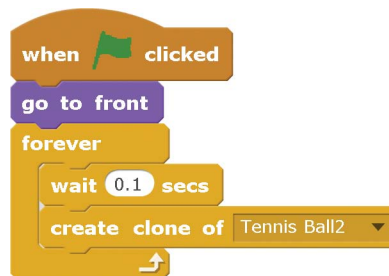 when clicked
go to front
forever
wait 0.1 secs
create clone of Tennis Ball2